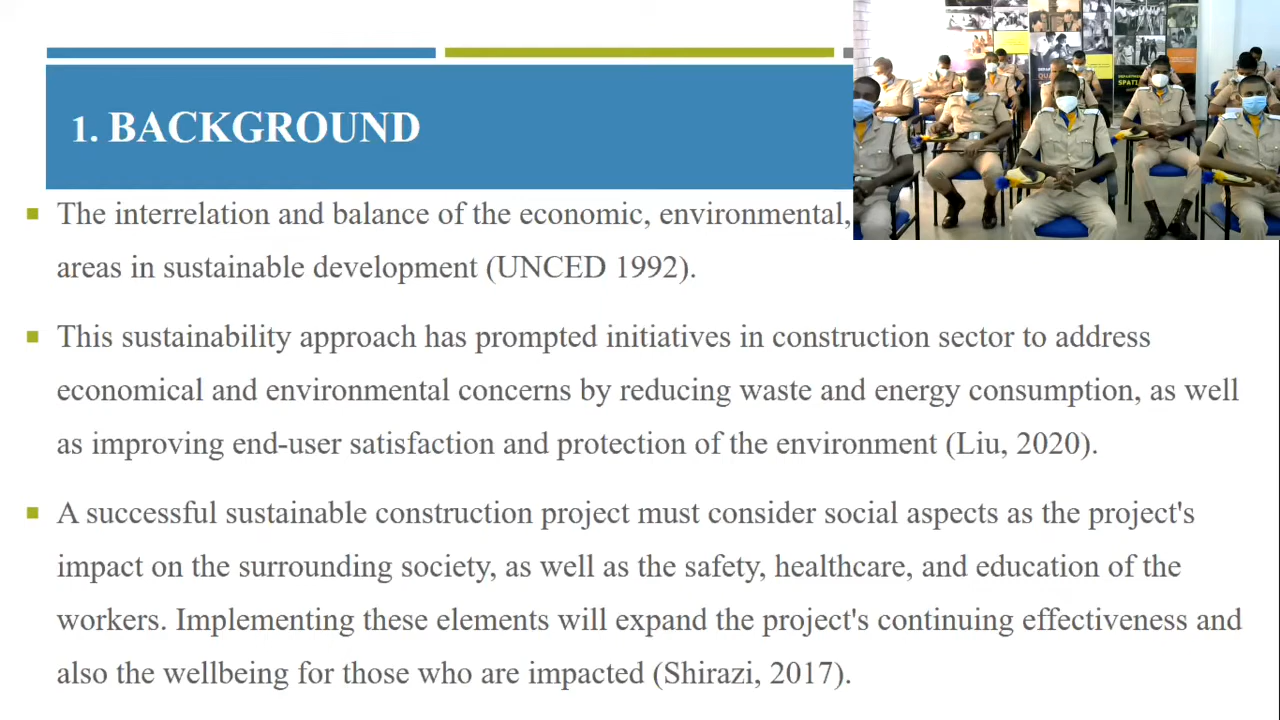 1. BACKGROUND
The interrelation and balance of the economic, environmental,
areas in sustainable development (UNCED 1992).
This sustainability approach has prompted initiatives in construction sector to address
economical and environmental concerns by reducing waste and energy consumption, as well
as improving end-user satisfaction and protection of the environment (Liu, 2020).
A successful sustainable construction project must consider social aspects as the project's
impact on the surrounding society, as well as the safety, healthcare, and education of the
workers. Implementing these elements will expand the project's continuing effectiveness and
also the wellbeing for those who are impacted (Shirazi, 2017).